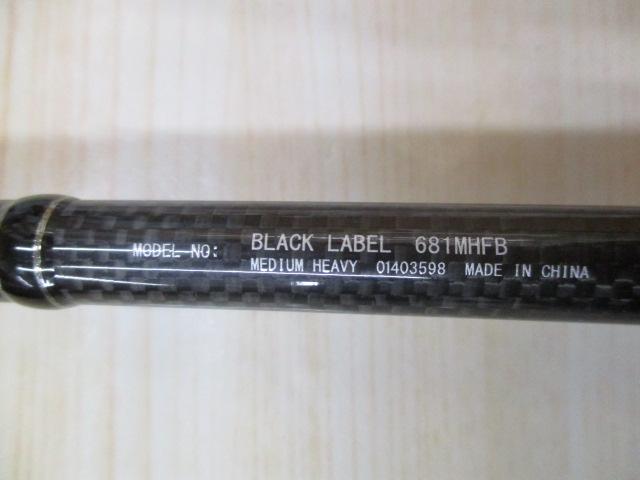 MODEL NO: BLACK LABEL 681MHFB
MEDIUM HEAVY 01403598 MADE IN CHINA